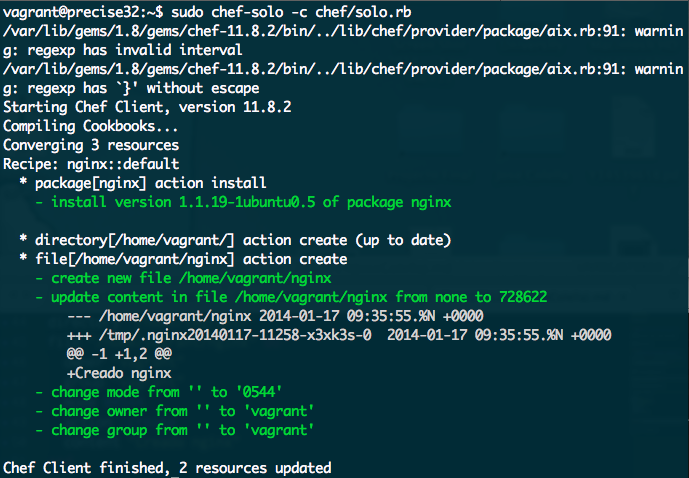 vagrant@precise32:~$ sudo chef-solo -c chef/solo.rb
/var/lib/gems/1.8/gems/chef-11.8.2/bin/../lib/chef/provider/package/aix.rb:91: warnin
g: regexp has invalid interval
/var/lib/gems/1.8/gems/chef-11.8.2/bin/../lib/chef/provider/package/aix.rb:91: warnin
g: regexp has `}' without escape
Starting Chef Client, version 11.8.2
Compiling Cookbooks...
Converging 3 resources
Recipe: nginx::default
  * package[nginx] action install
    - install version 1.1.19-1ubuntu0.5 of package nginx

  * directory[/home/vagrant/] action create (up to date)
  * file[/home/vagrant/nginx] action create
    - create new file /home/vagrant/nginx
    - update content in file /home/vagrant/nginx from none to 728622
        --- /home/vagrant/nginx 2014-01-17 09:35:55.%N +0000
        +++ /tmp/.nginx20140117-11258-x3xk3s-0  2014-01-17 09:35:55.%N +0000
        @@ -1 +1,2 @@
        +Creado nginx
    - change mode from '' to '0544'
    - change owner from '' to 'vagrant'
    - change group from '' to 'vagrant'

Chef Client finished, 2 resources updated